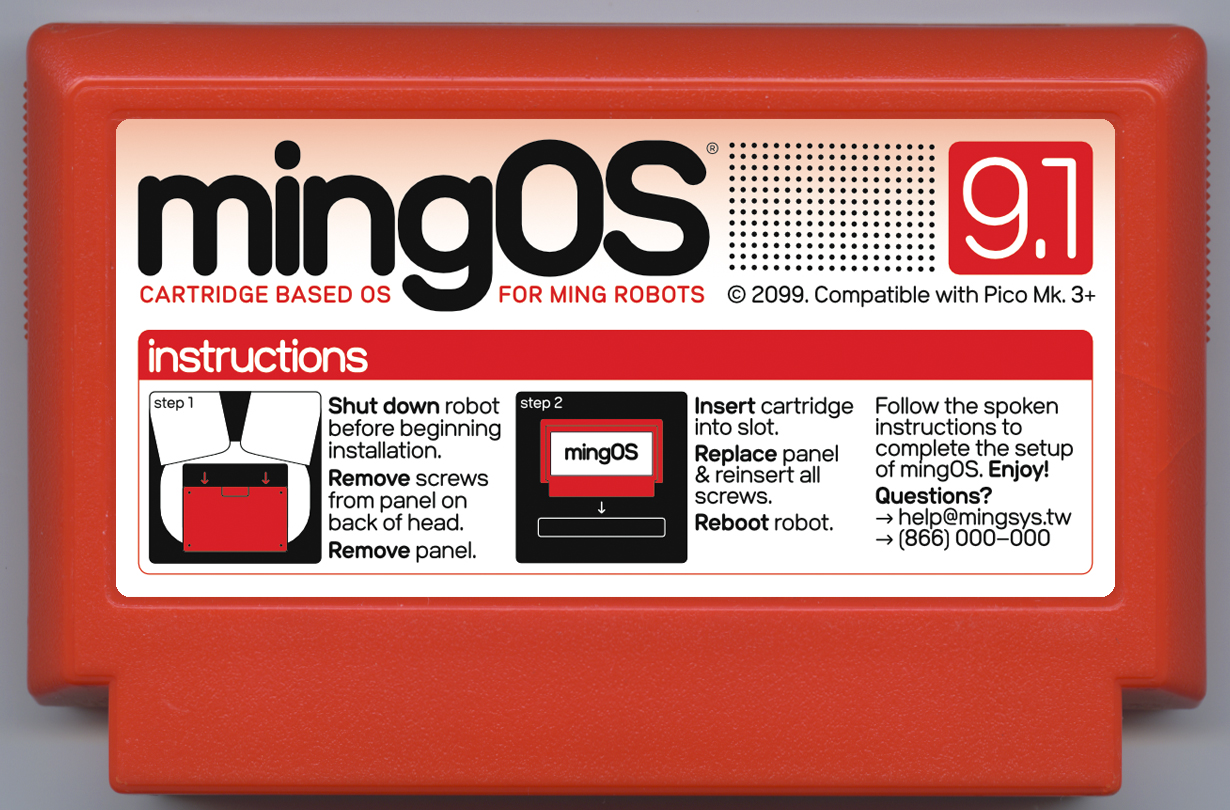 mingOS®
9.1
CARTRIDGE BASED OS FOR MING ROBOTS
© 2099. Compatible with Pico Mk. 3+
instructions
step 1
Shut down robot
before beginning
installation.
Remove screws
from panel on
back of head.
Remove panel.
step 2
mingOS
Insert cartridge
into slot.
Replace panel
& reinsert all
screws.
Reboot robot.
Follow the spoken
instructions to
complete the setup
of mingOS. Enjoy!
Questions?
→ help@mingsys.tw
→ (866) 000–000